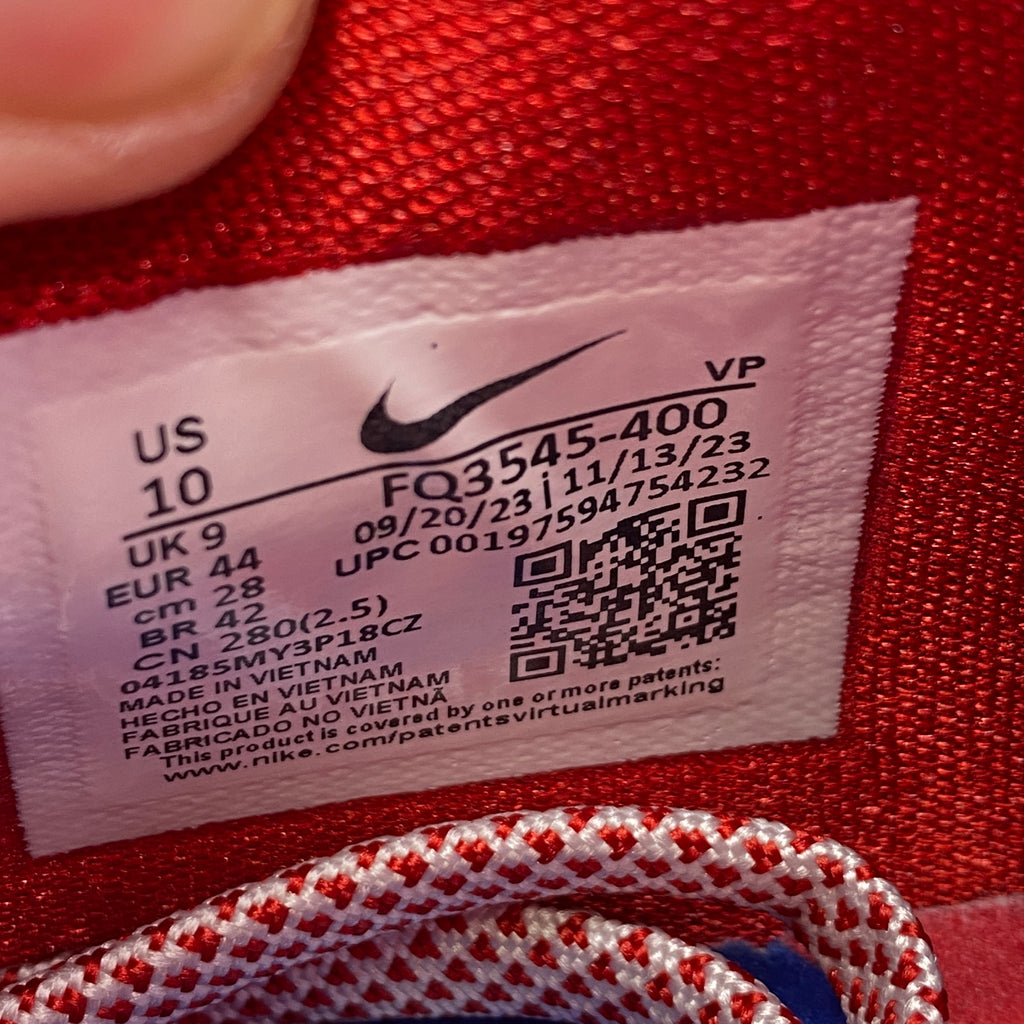 US
10
VP
FQ3545-400
09/20/23 | 11/13/23
UPC 00197594754232
UK 9
EUR 44
cm 28
BR 42
CN 280(2.5)
04185MY3P18CZ
MADE IN VIETNAM
HECHO EN VIETNAM
FABRIQUE AU VIETNAM
FABRICADO NO VIETNÃ
This product is covered by one or more patents:
www.nike.com/patentsvirtualmarking